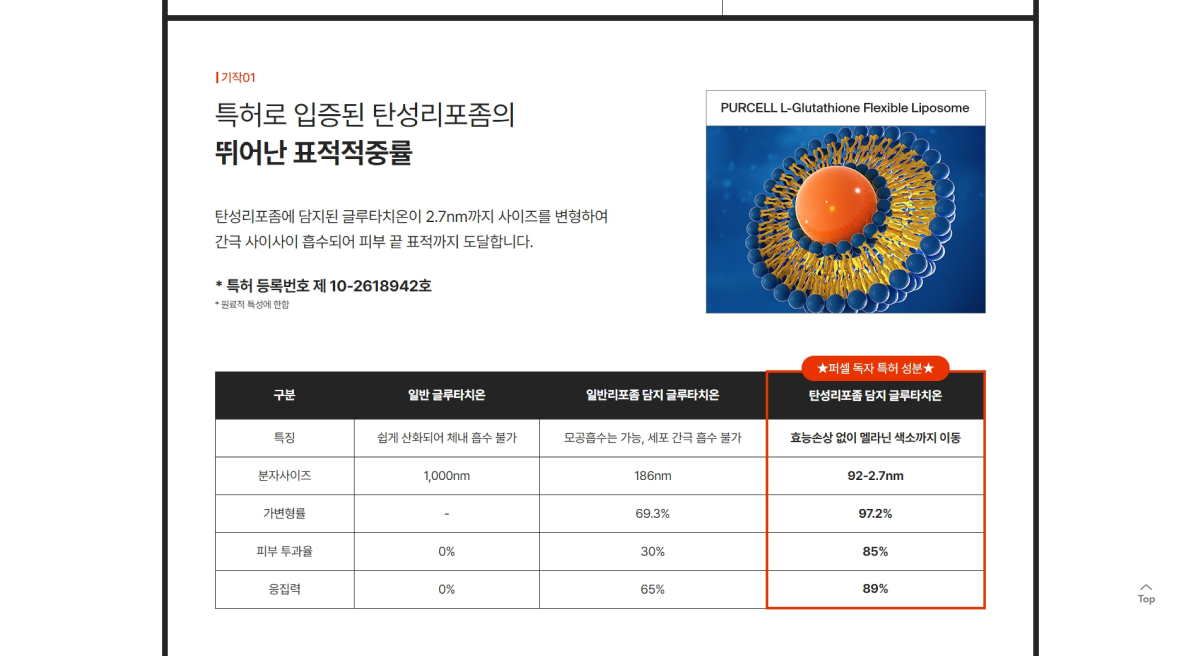 기작01
특허로 입증된 탄성리포좀의
뛰어난 표적적중률
탄성리포좀에 담지된 글루타치온이 2.7nm까지 사이즈를 변형하여
간극 사이사이 흡수되어 피부 끝 표적까지 도달합니다.
* 특허 등록번호 제 10-2618942호
* 원료적 특성에 한함
PURCELL L-Glutathione Flexible Liposome
★퍼셀 독자 특허 성분★
구분 일반 글루타치온 일반리포좀 담지 글루타치온 탄성리포좀 담지 글루타치온
특징 쉽게 산화되어 체내 흡수 불가 모공흡수는 가능, 세포 간극 흡수 불가 효능손상 없이 멜라닌 색소까지 이동
분자사이즈 1,000nm 186nm 92-2.7nm
가변형률 - 69.3% 97.2%
피부 투과율 0% 30% 85%
응집력 0% 65% 89%
Top